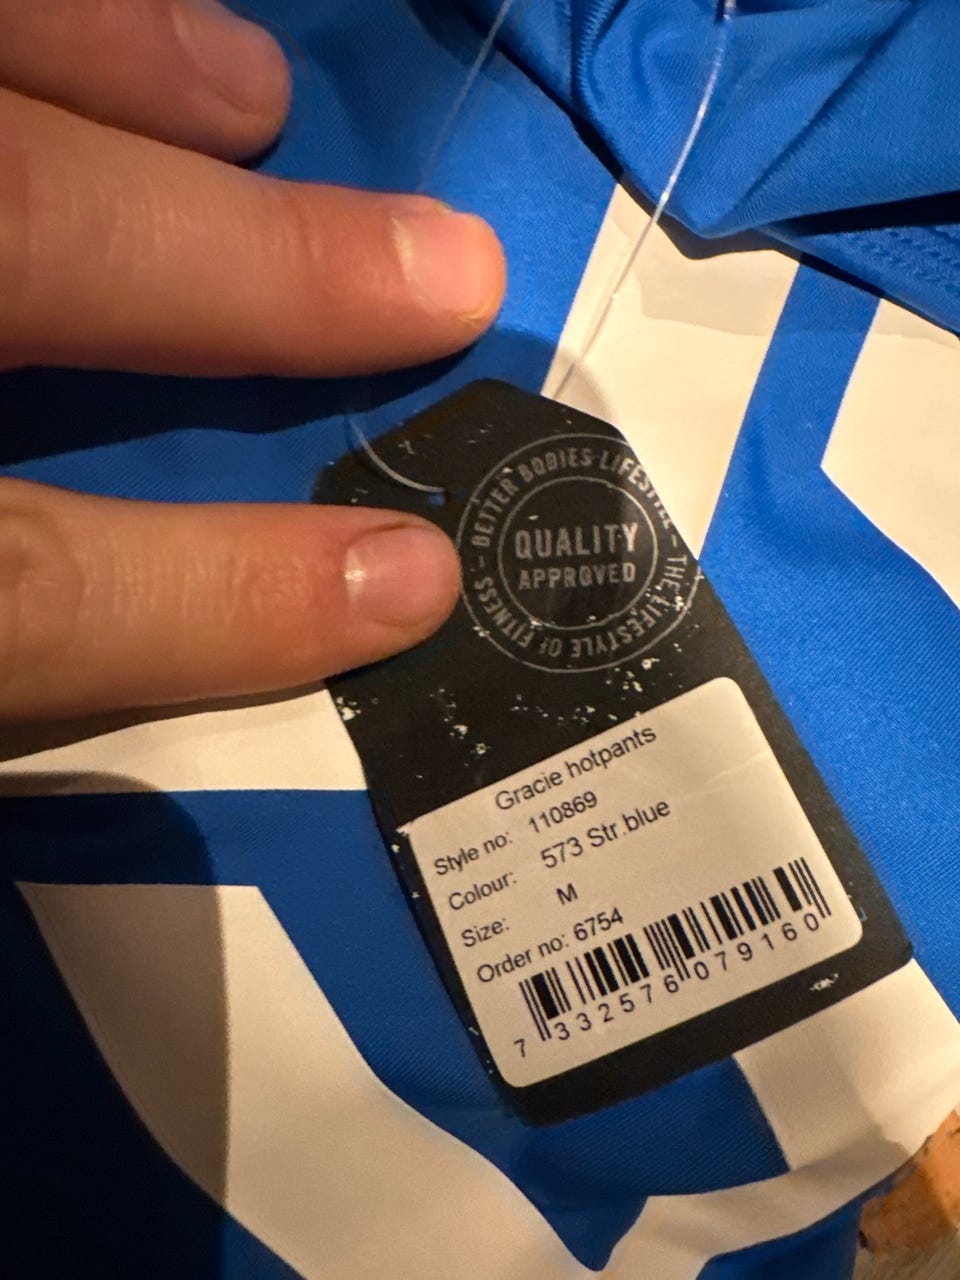 BETTER BODIES LIFESTYLE – THE LIFESTYLE OF FITNESS –
QUALITY
APPROVED
Gracie hotpants
Style no: 110869
Colour: 573 Str.blue
Size: M
Order no: 6754
7 332576 079160